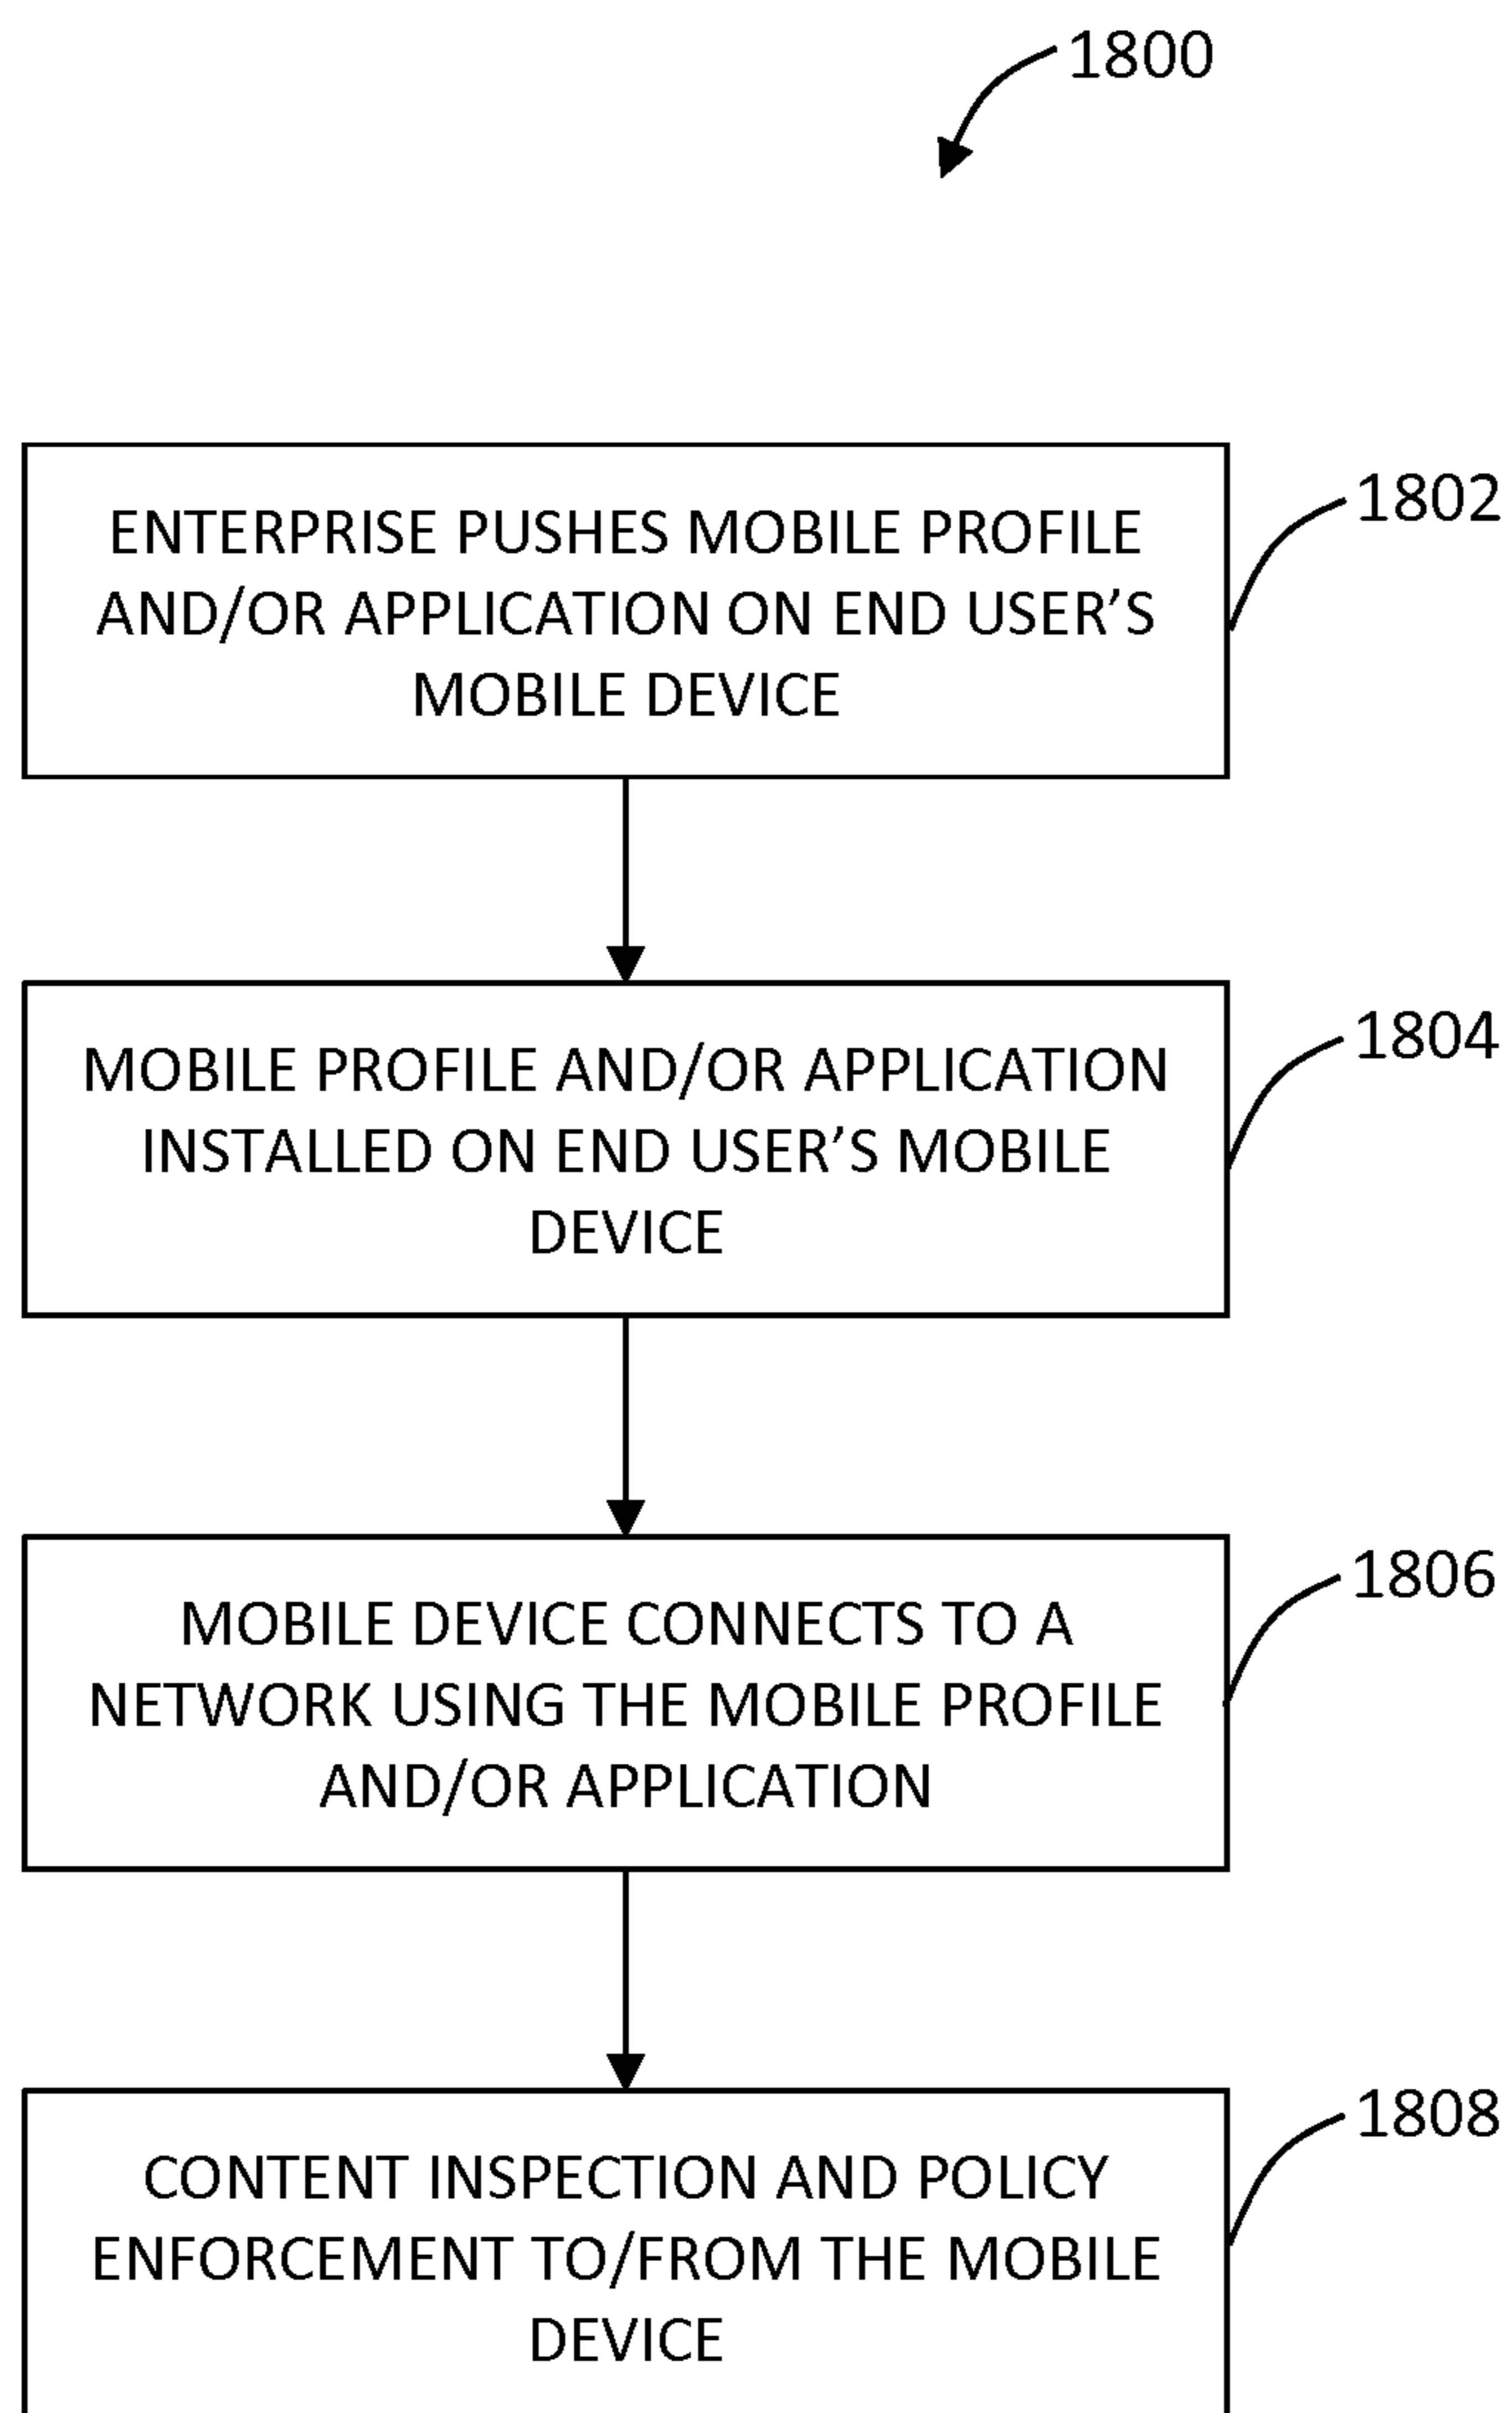 1800
ENTERPRISE PUSHES MOBILE PROFILE
AND/OR APPLICATION ON END USER’S
MOBILE DEVICE
1802
MOBILE PROFILE AND/OR APPLICATION
INSTALLED ON END USER’S MOBILE
DEVICE
1804
MOBILE DEVICE CONNECTS TO A
NETWORK USING THE MOBILE PROFILE
AND/OR APPLICATION
1806
CONTENT INSPECTION AND POLICY
ENFORCEMENT TO/FROM THE MOBILE
DEVICE
1808